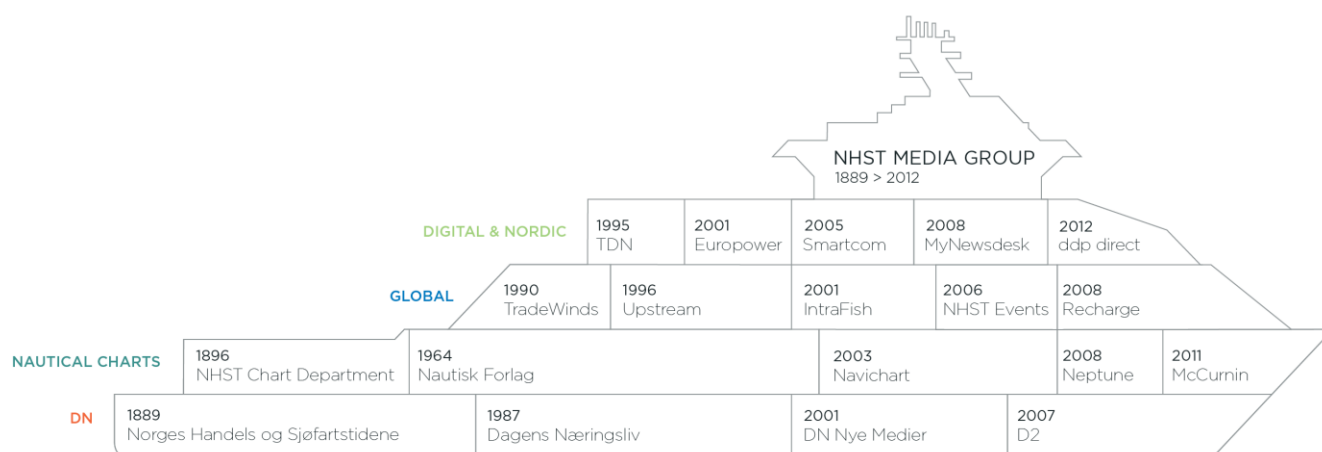 NHST MEDIA GROUP
1889 > 2012
DIGITAL & NORDIC
1995
TDN
2001
Europower
2005
Smartcom
2008
MyNewsdesk
2012
ddp direct
GLOBAL
1990
TradeWinds
1996
Upstream
2001
IntraFish
2006
NHST Events
2008
Recharge
NAUTICAL CHARTS
1896
NHST Chart Department
1964
Nautisk Forlag
2003
Navichart
2008
Neptune
2011
McCurnin
DN
1889
Norges Handels og Sjøfartstidene
1987
Dagens Næringsliv
2001
DN Nye Medier
2007
D2